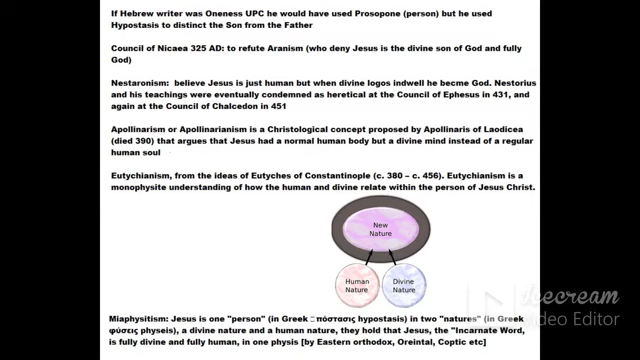 If Hebrew writer was Oneness UPC he would have used Prosopone (person) but he used
Hypostasis to distinct the Son from the Father
Council of Nicaea 325 AD: to refute Aranism (who deny Jesus is the divine son of God and fully
God)
Nestaronism:  believe Jesus is just human but when divine logos indwell he becme God. Nestorius
and his teachings were eventually condemned as heretical at the Council of Ephesus in 431, and
again at the Council of Chalcedon in 451
Apollinarism or Apollinarianism is a Christological concept proposed by Apollinaris of Laodicea
(died 390) that argues that Jesus had a normal human body but a divine mind instead of a regular
human soul
Eutychianism, from the ideas of Eutyches of Constantinople (c. 380 – c. 456). Eutychianism is a
monophysite understanding of how the human and divine relate within the person of Jesus Christ.
New
Nature
Human
Nature
Divine
Nature
Icecream
Video Editor
Miaphysitism: Jesus is one "person" (in Greek □πόστασις hypostasis) in two "natures" (in Greek
φύσεις physeis), a divine nature and a human nature, they hold that Jesus, the "Incarnate Word,
is fully divine and fully human, in one physis [by Eastern orthodox, Oreintal, Coptic etc]